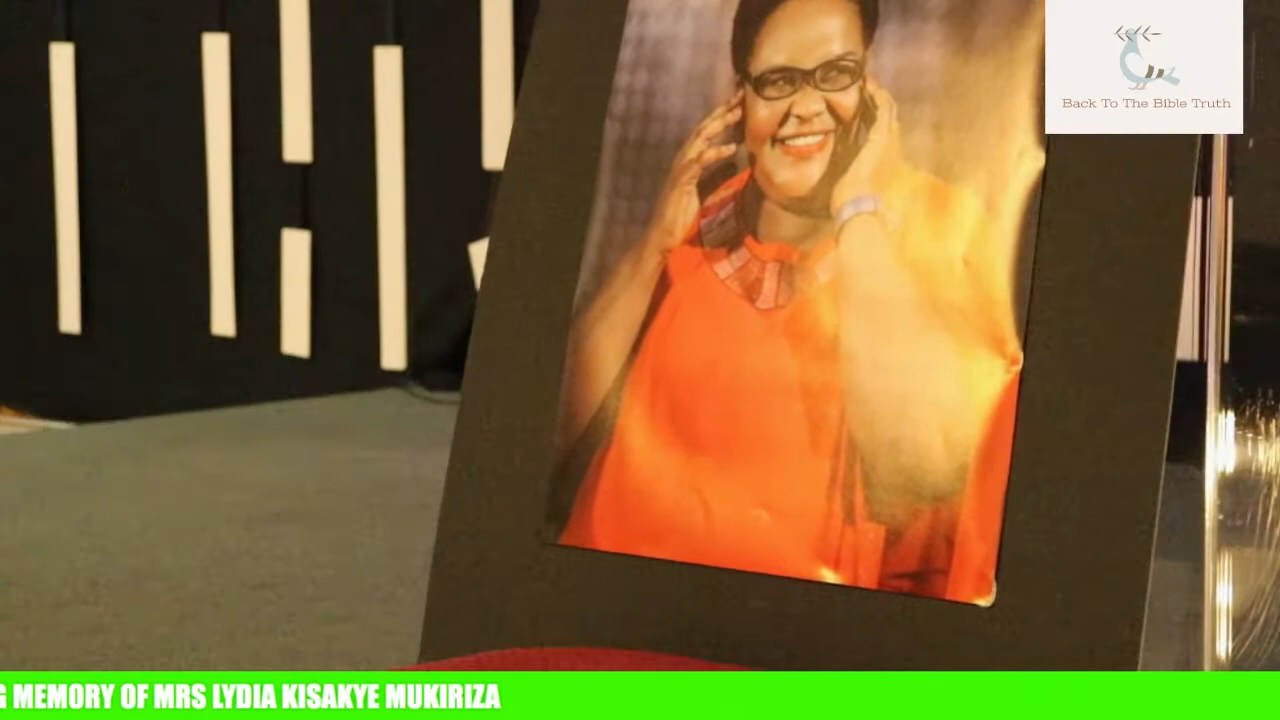 Back To The Bible Truth
G MEMORY OF MRS LYDIA KISAKYE MUKIRIZA